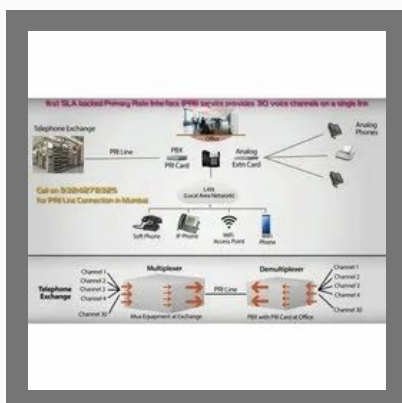 first SLA backed Primary Rate Interface (PRI) service provides 30 voice channels on a single link
Office
Telephone Exchange
PRI Line
PBX
PRI Card
Analog
Extn Card
Analog
Phones
Call on 9324278325
for PRI Line Connection in Mumbai
LAN
(Local Area Network)
Soft Phone
IP Phone
WiFi
Access Point
Phone
Multiplexer
Demultiplexer
Telephone
Exchange
Channel 1
Channel 2
Channel 3
Channel 4
Channel 30
PRI Line
Channel 1
Channel 2
Channel 3
Channel 4
Channel 30
Mux Equipment at Exchange
PBX with PRI Card at Office